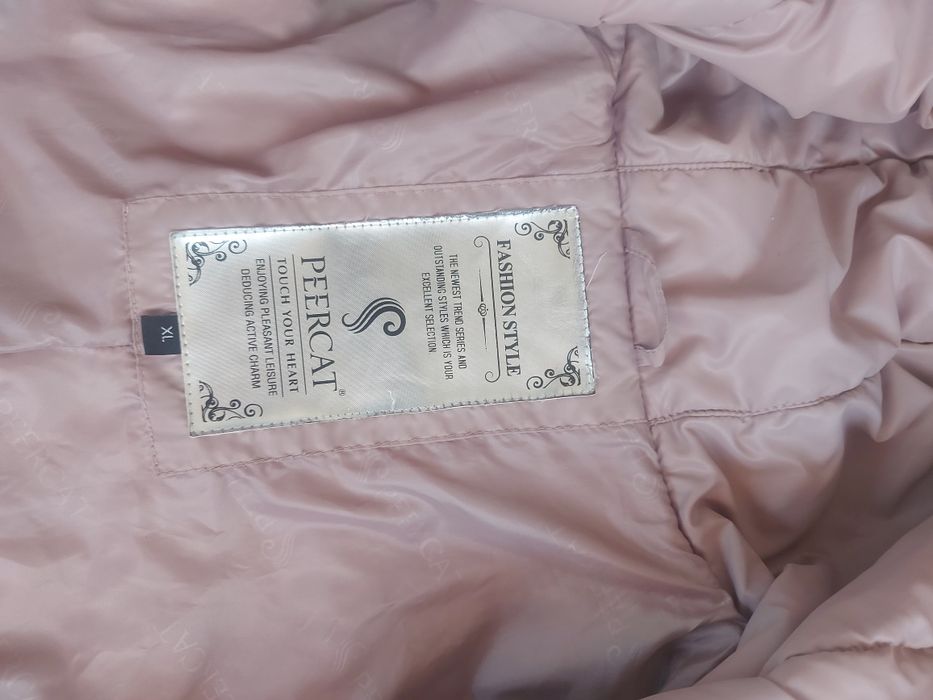 FASHION STYLE
THE NEWEST TREND SERIES AND
OUTSTANDING STYLES WHICH IS YOUR
EXCELLENT SELECTION
PEERCAT®
TOUCH YOUR HEART
ENJOYING PLEASANT LEISURE
DEDUCING ACTIVE CHARM
XL